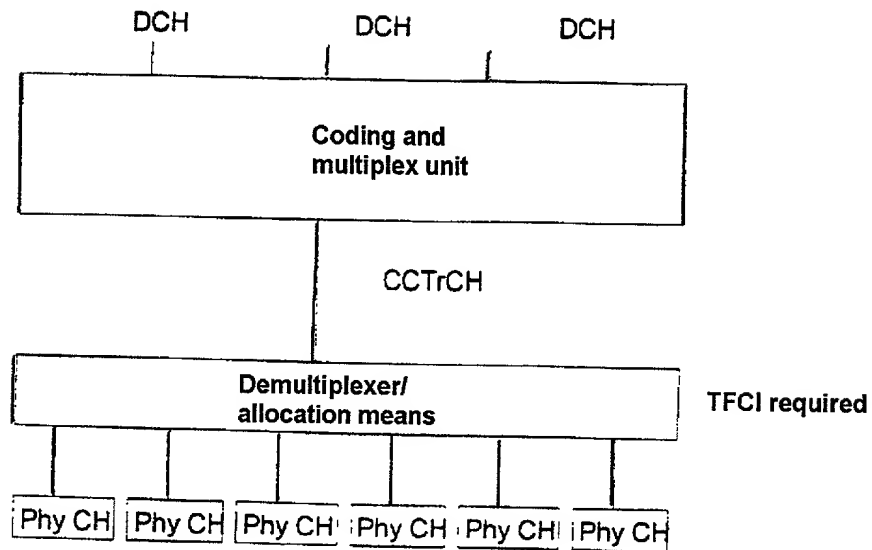 DCH DCH DCH
Coding and
multiplex unit
CCTrCH
Demultiplexer/
allocation means
TFCI required
Phy CH Phy CH Phy CH Phy CH Phy CH Phy CH